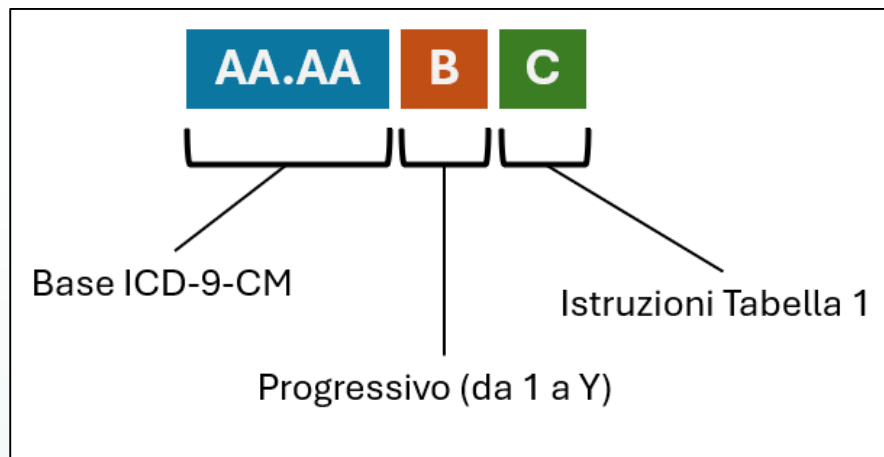 AA.AA B C
Base ICD-9-CM
Istruzioni Tabella 1
Progressivo (da 1 a Y)